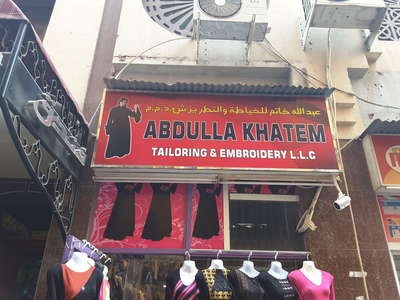 عبدالله خاتم للخياطة والتطريز ش.ذ.م.م
ABDULLA KHATEM
TAILORING & EMBROIDERY L.L.C